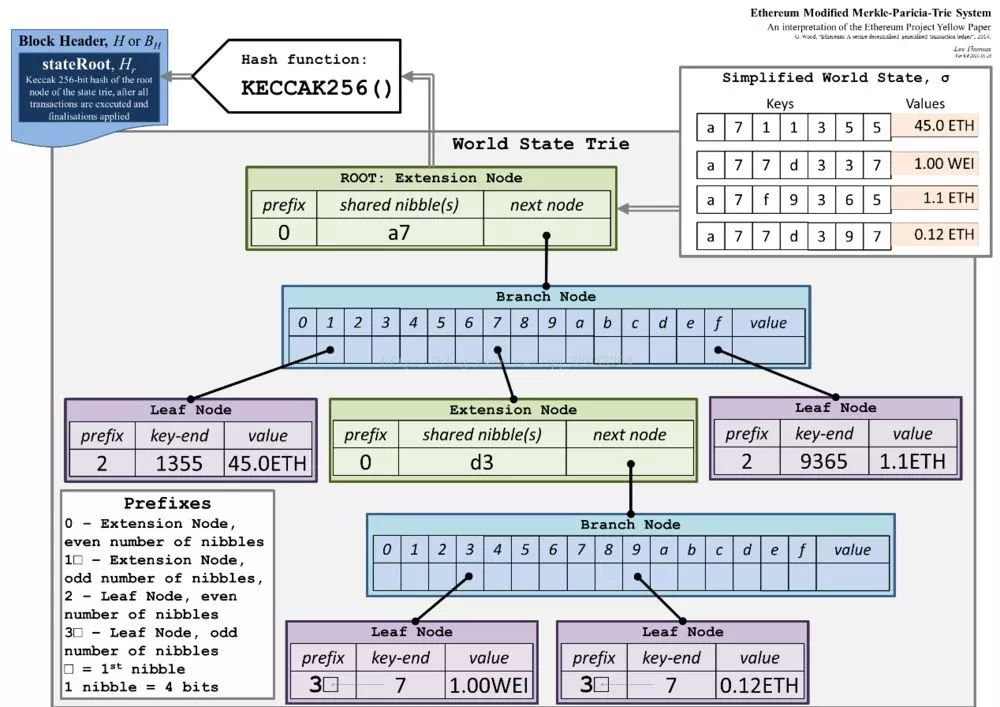 Ethereum Modified Merkle-Paricia-Trie System
An interpretation of the Ethereum Project Yellow Paper
G. Wood, "Ethereum: A secure decentralised generalised transaction ledger", 2014.
Lee Thomas
Block Header, H or B_H
stateRoot, H_r
Keccak 256-bit hash of the root
node of the state trie, after all
transactions are executed and
finalisations applied
Hash function:
KECCAK256()
Simplified World State, σ
Keys Values
a 7 1 1 3 5 5 45.0 ETH
a 7 7 d 3 3 7 1.00 WEI
a 7 f 9 3 6 5 1.1 ETH
a 7 7 d 3 9 7 0.12 ETH
World State Trie
ROOT: Extension Node
prefix shared nibble(s) next node
0 a7
Branch Node
0 1 2 3 4 5 6 7 8 9 a b c d e f value
Leaf Node
prefix key-end value
2 1355 45.0ETH
Extension Node
prefix shared nibble(s) next node
0 d3
Leaf Node
prefix key-end value
2 9365 1.1ETH
Branch Node
0 1 2 3 4 5 6 7 8 9 a b c d e f value
Leaf Node
prefix key-end value
3□ 7 1.00WEI
Leaf Node
prefix key-end value
3□ 7 0.12ETH
Prefixes
0 – Extension Node,
even number of nibbles
1□ – Extension Node,
odd number of nibbles,
2 – Leaf Node, even
number of nibbles
3□ – Leaf Node, odd
number of nibbles
□ = 1st nibble
1 nibble = 4 bits